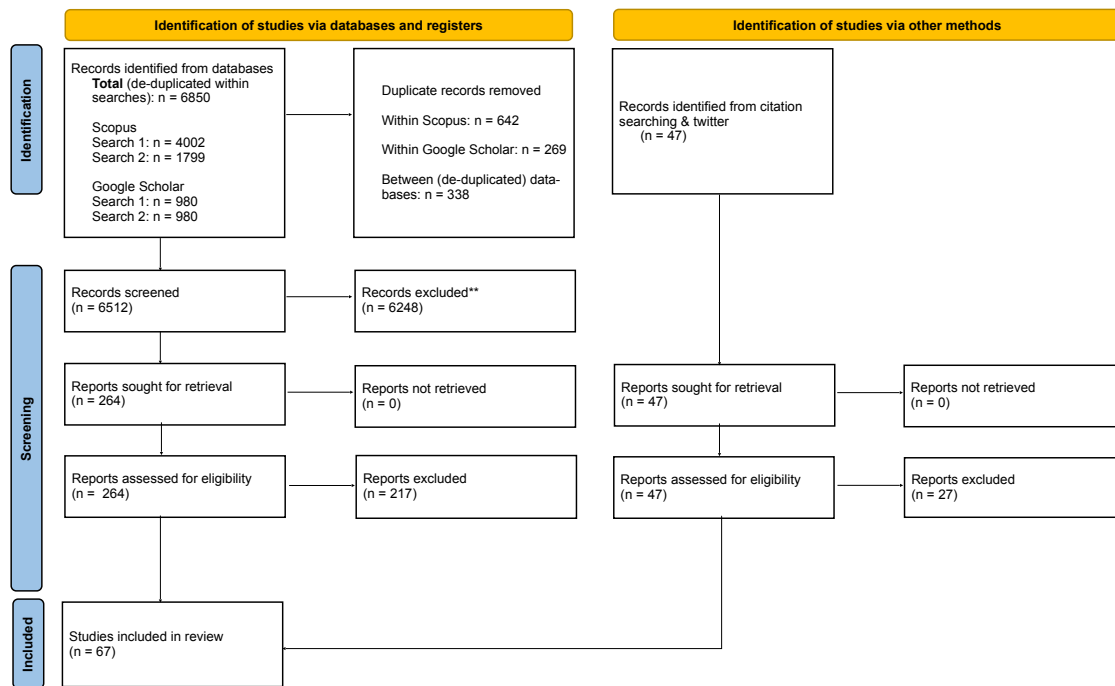 Identification of studies via databases and registers
Identification of studies via other methods
Identification
Records identified from databases
Total (de-duplicated within
searches): n = 6850
Scopus
Search 1: n = 4002
Search 2: n = 1799
Google Scholar
Search 1: n = 980
Search 2: n = 980
Duplicate records removed
Within Scopus: n = 642
Within Google Scholar: n = 269
Between (de-duplicated) data-
bases: n = 338
Records identified from citation
searching & twitter
(n = 47)
Screening
Records screened
(n = 6512)
Records excluded**
(n = 6248)
Reports sought for retrieval
(n = 264)
Reports not retrieved
(n = 0)
Reports sought for retrieval
(n = 47)
Reports not retrieved
(n = 0)
Reports assessed for eligibility
(n = 264)
Reports excluded
(n = 217)
Reports assessed for eligibility
(n = 47)
Reports excluded
(n = 27)
Included
Studies included in review
(n = 67)